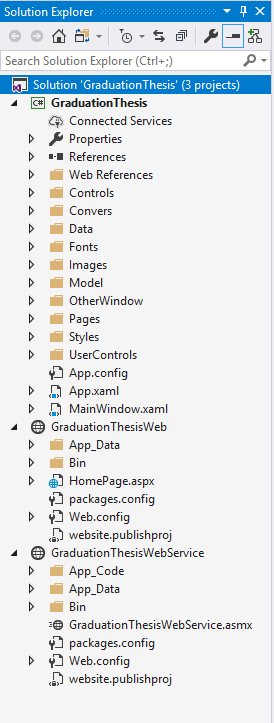 Solution Explorer
Search Solution Explorer (Ctrl+;)
Solution 'GraduationThesis' (3 projects)
C# GraduationThesis
Connected Services
Properties
References
Web References
Controls
Convers
Data
Fonts
Images
Model
OtherWindow
Pages
Styles
UserControls
App.config
App.xaml
MainWindow.xaml
GraduationThesisWeb
App_Data
Bin
HomePage.aspx
packages.config
Web.config
website.publishproj
GraduationThesisWebService
App_Code
App_Data
Bin
GraduationThesisWebService.asmx
packages.config
Web.config
website.publishproj